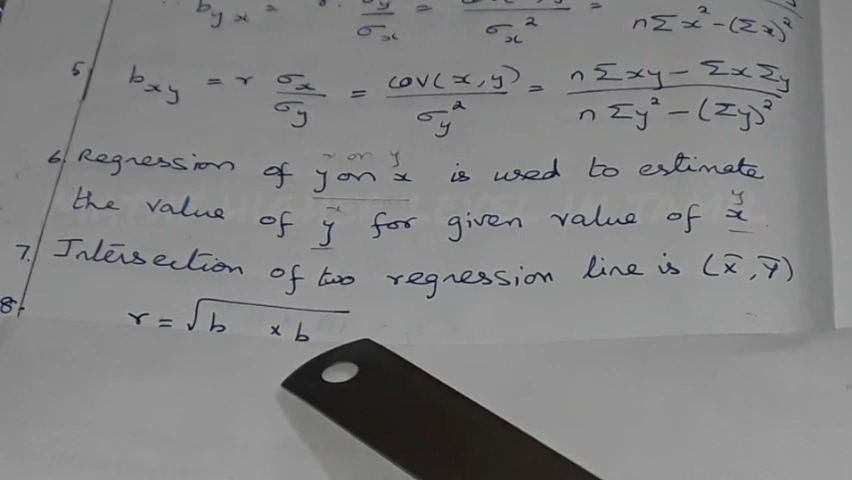 b_yx = r. σy/σx = cov(x,y)/σx² = / nΣx² - (Σx)²
5) b_xy = r σx/σy = cov(x,y)/σy² = nΣxy - ΣxΣy / nΣy² - (Σy)²
x on y
6. Regression of y on x is used to estimate
the value of y for given value of x
x y
7. Intersection of two regression line is (x̄, ȳ)
8. r = √b × b